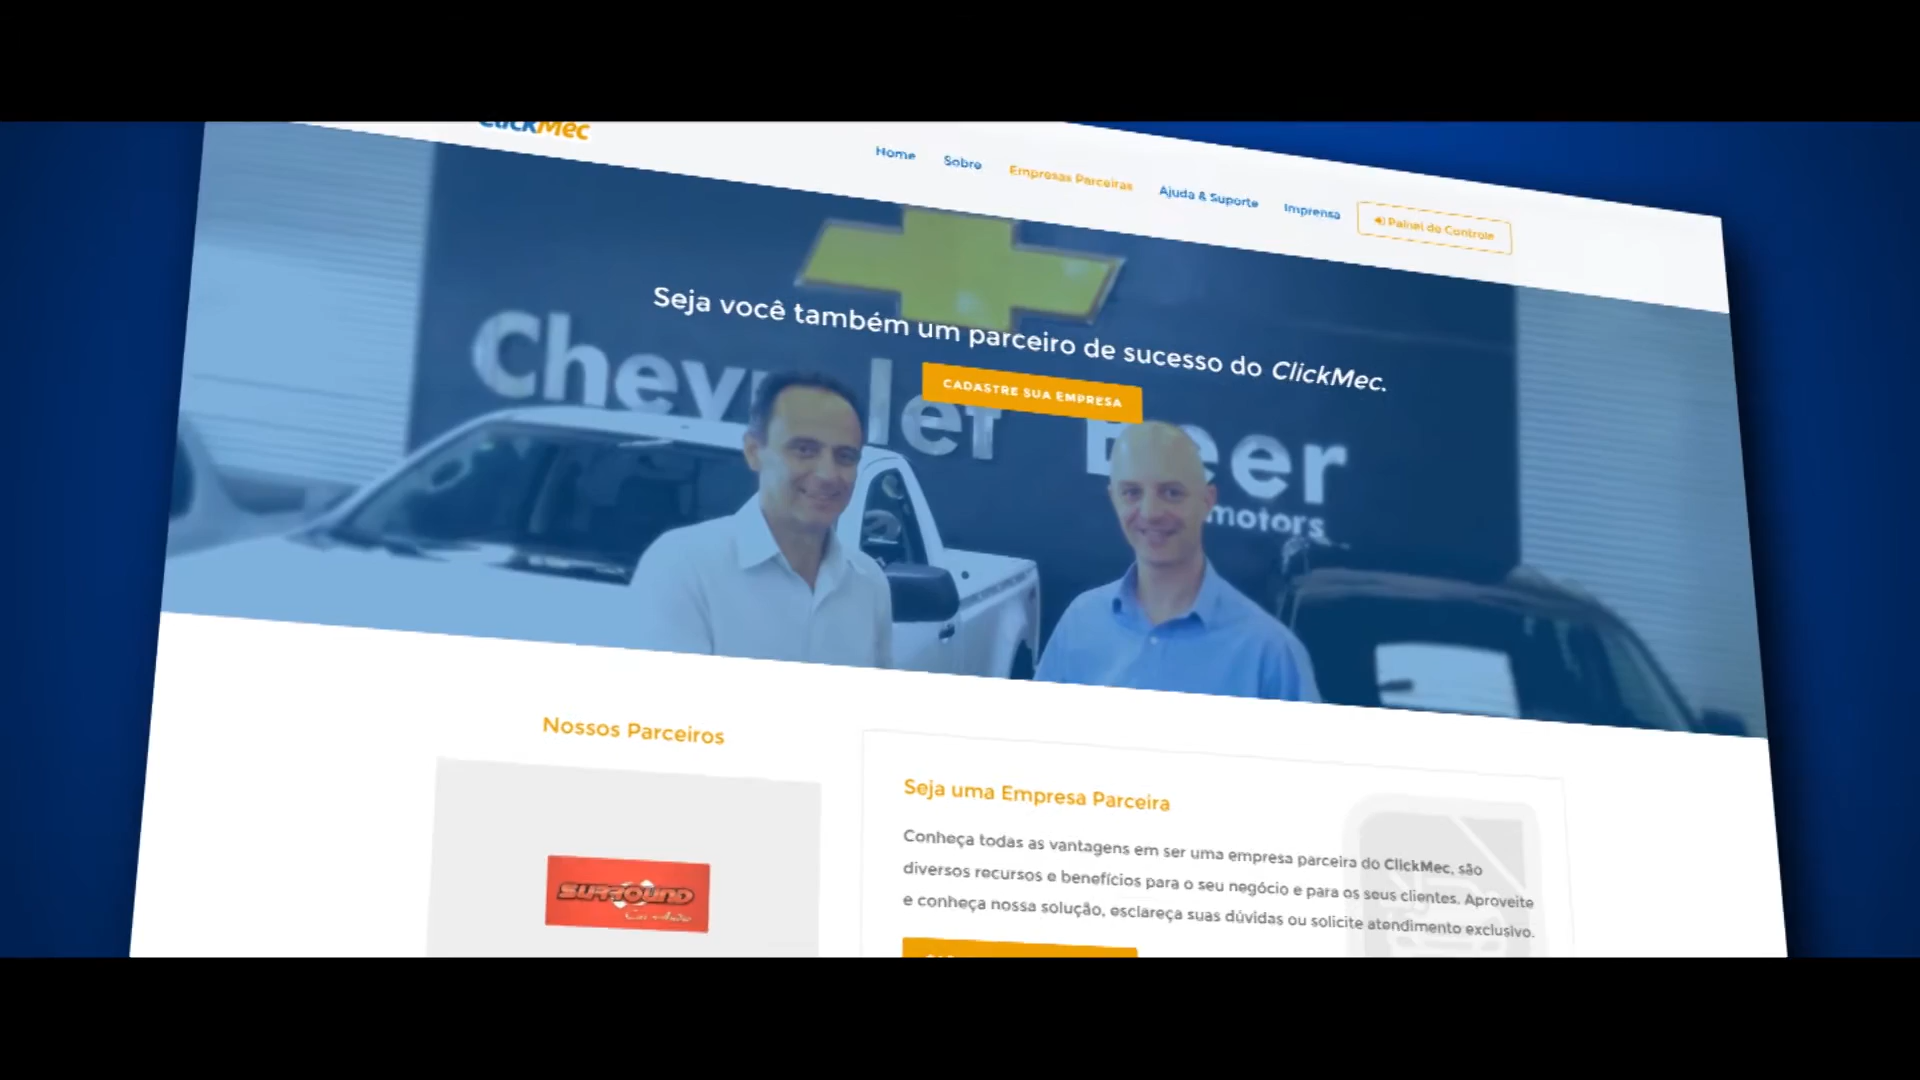 ClickMec
Home
Sobre
Empresas Parceiras
Ajuda & Suporte
Imprensa
Painel de Controle
Seja você também um parceiro de sucesso do ClickMec.
CADASTRE SUA EMPRESA
Chevrolet Beer
motors
Nossos Parceiros
SURROUND
Seja uma Empresa Parceira
Conheça todas as vantagens em ser uma empresa parceira do ClickMec, são
diversos recursos e benefícios para o seu negócio e para os seus clientes. Aproveite
e conheça nossa solução, esclareça suas dúvidas ou solicite atendimento exclusivo.